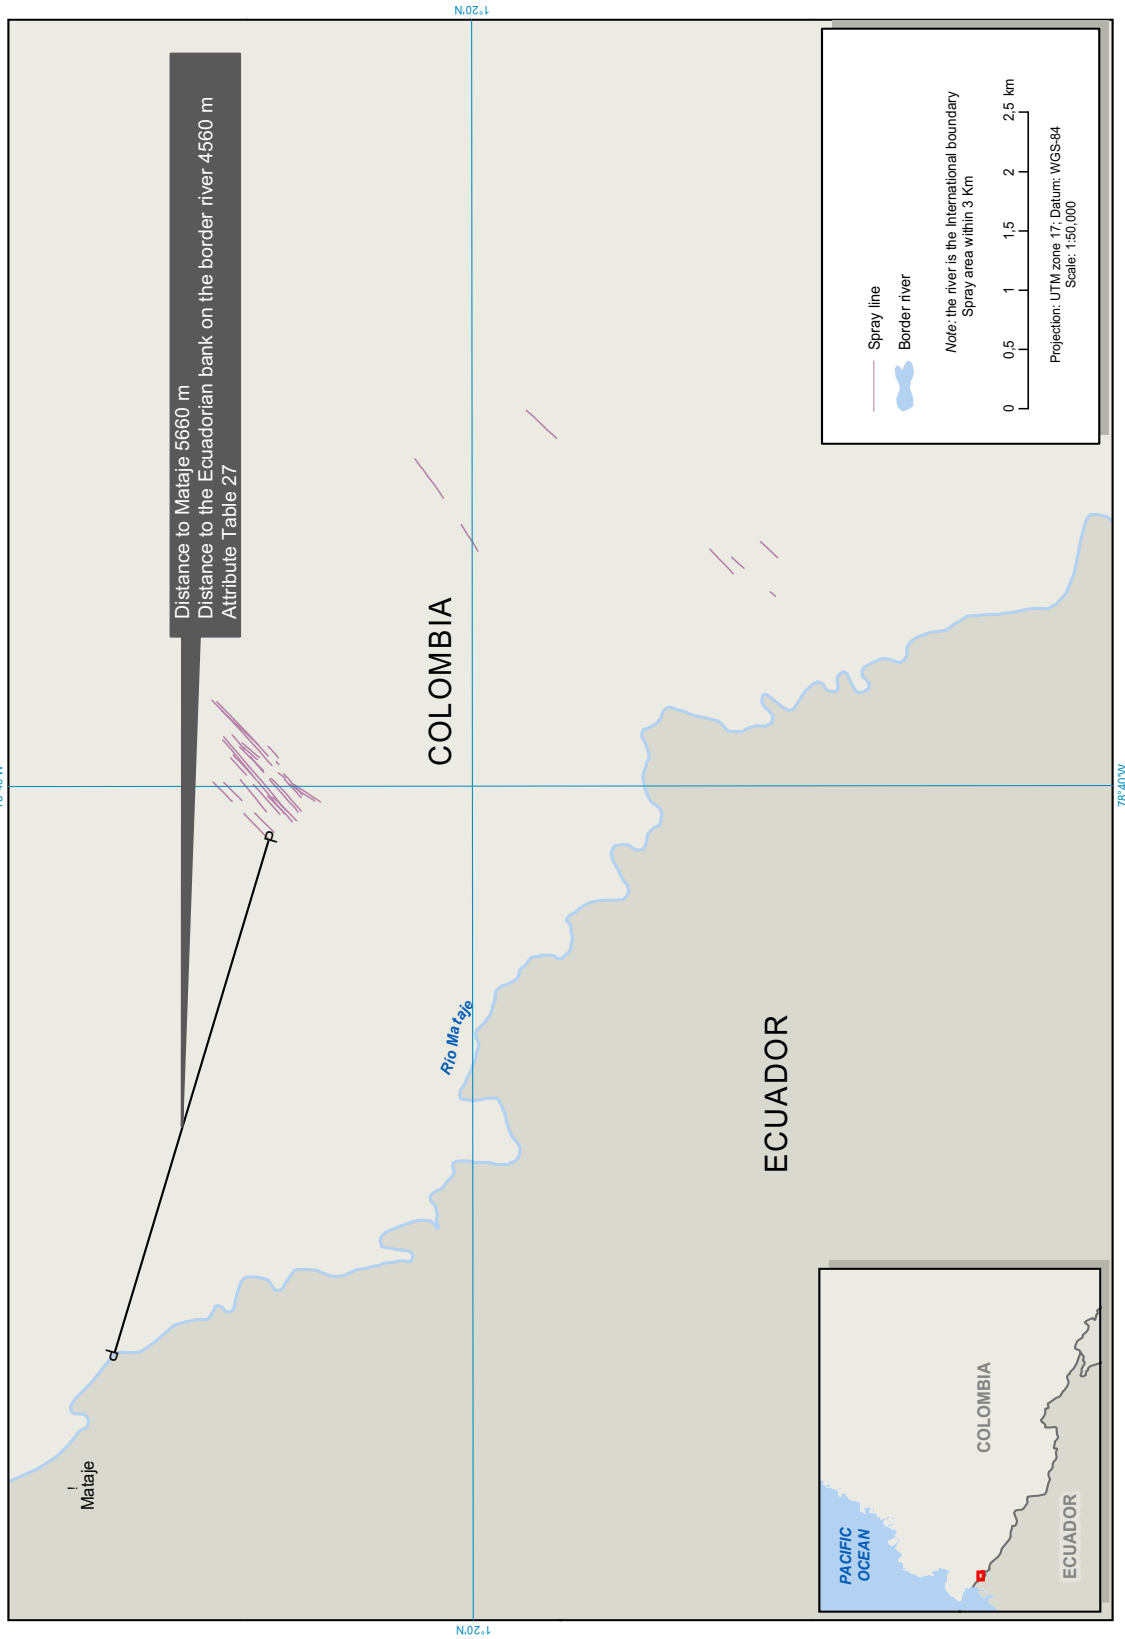 Distance to Mataje 5660 m
Distance to the Ecuadorian bank on the border river 4560 m
Attribute Table 27
1°20'N
COLOMBIA
Río Mataje
ECUADOR
Mataje
78°40'W
1°20'N
Spray line
Border river
Note: the river is the International boundary
Spray area within 3 Km
0 0,5 1 1,5 2 2,5 km
Projection: UTM zone 17; Datum: WGS-84
Scale: 1:50,000
PACIFIC
OCEAN
COLOMBIA
ECUADOR